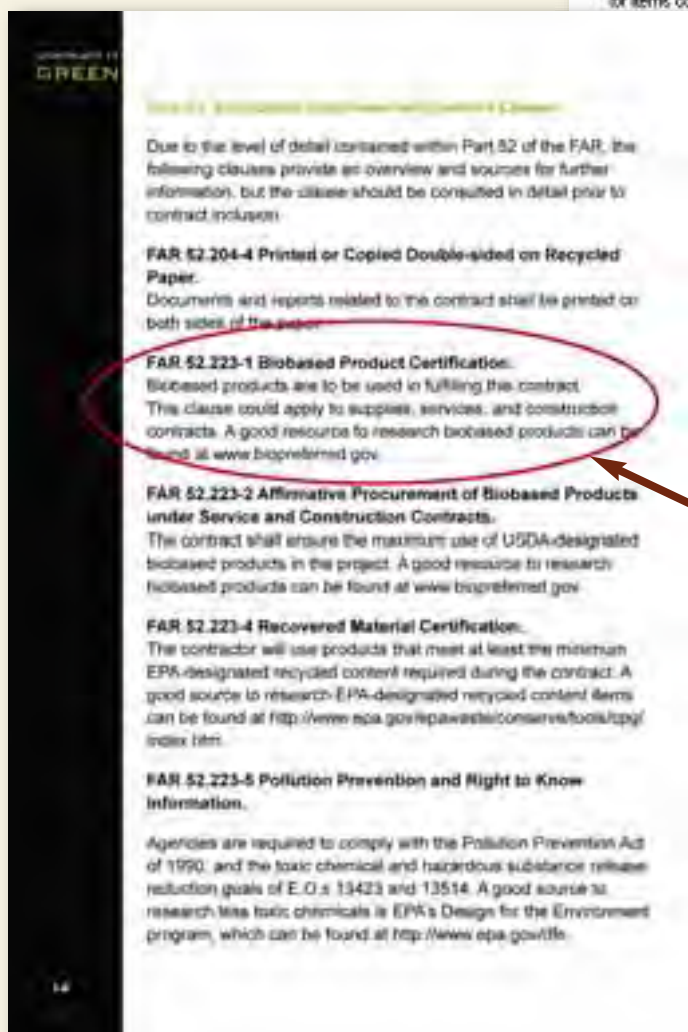 for items co
GREEN
Due to the level of detail contained within Part 52 of the FAR, the
following clauses provide an overview and sources for further
information, but the clause should be consulted in detail prior to
contract inclusion.
FAR 52.204-4 Printed or Copied Double-sided on Recycled
Paper.
Documents and reports related to the contract shall be printed on
both sides of the paper.
FAR 52.223-1 Biobased Product Certification.
Biobased products are to be used in fulfilling this contract.
This clause could apply to supplies, services, and construction
contracts. A good resource to research biobased products can be
found at www.biopreferred.gov.
FAR 52.223-2 Affirmative Procurement of Biobased Products
under Service and Construction Contracts.
The contract shall ensure the maximum use of USDA-designated
biobased products in the project. A good resource to research
biobased products can be found at www.biopreferred.gov
FAR 52.223-4 Recovered Material Certification.
The contractor will use products that meet at least the minimum
EPA-designated recycled content required during the contract. A
good source to research EPA-designated recycled content items
can be found at http://www.epa.gov/epawaste/conserve/tools/cpg/
index.htm.
FAR 52.223-5 Pollution Prevention and Right to Know
Information.
Agencies are required to comply with the Pollution Prevention Act
of 1990, and the toxic chemical and hazardous substance release
reduction goals of E.O.s 13423 and 13514. A good source to
research less toxic chemicals is EPA's Design for the Environment
program, which can be found at http://www.epa.gov/dfe.